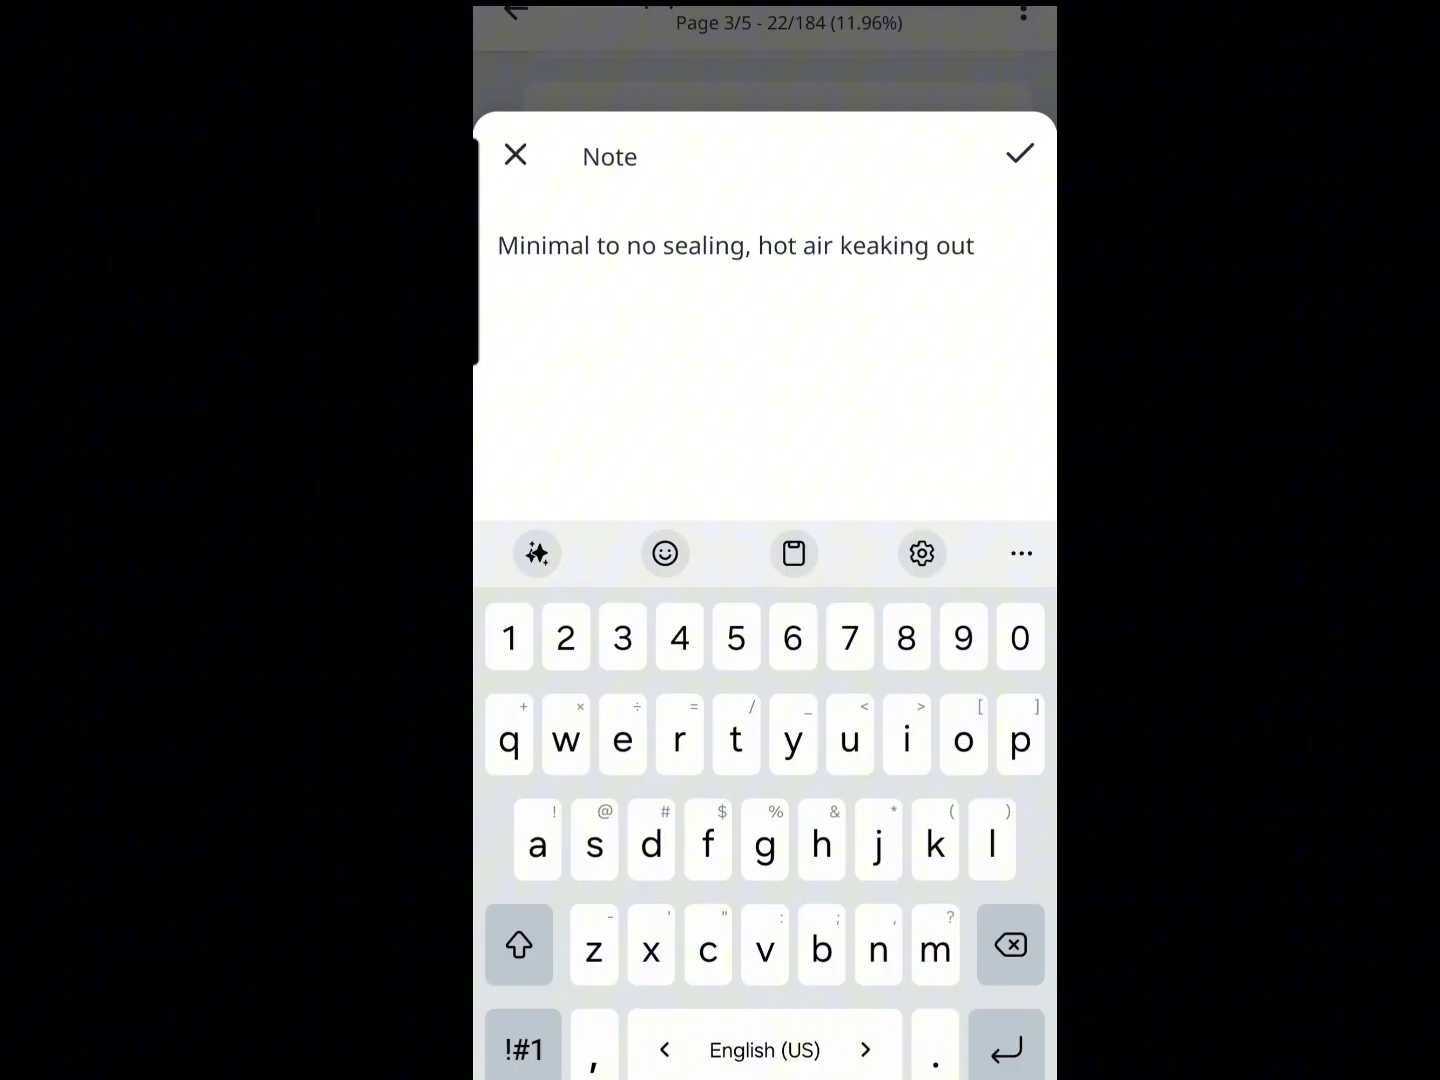 Page 3/5 - 22/184 (11.96%)
Note
Minimal to no sealing, hot air keaking out
1 2 3 4 5 6 7 8 9 0
+ × ÷ = / _ < > [ ]
q w e r t y u i o p
! @ # $ % & * ( )
a s d f g h j k l
- ' " : ; , ?
z x c v b n m
!#1 , < English (US) > .